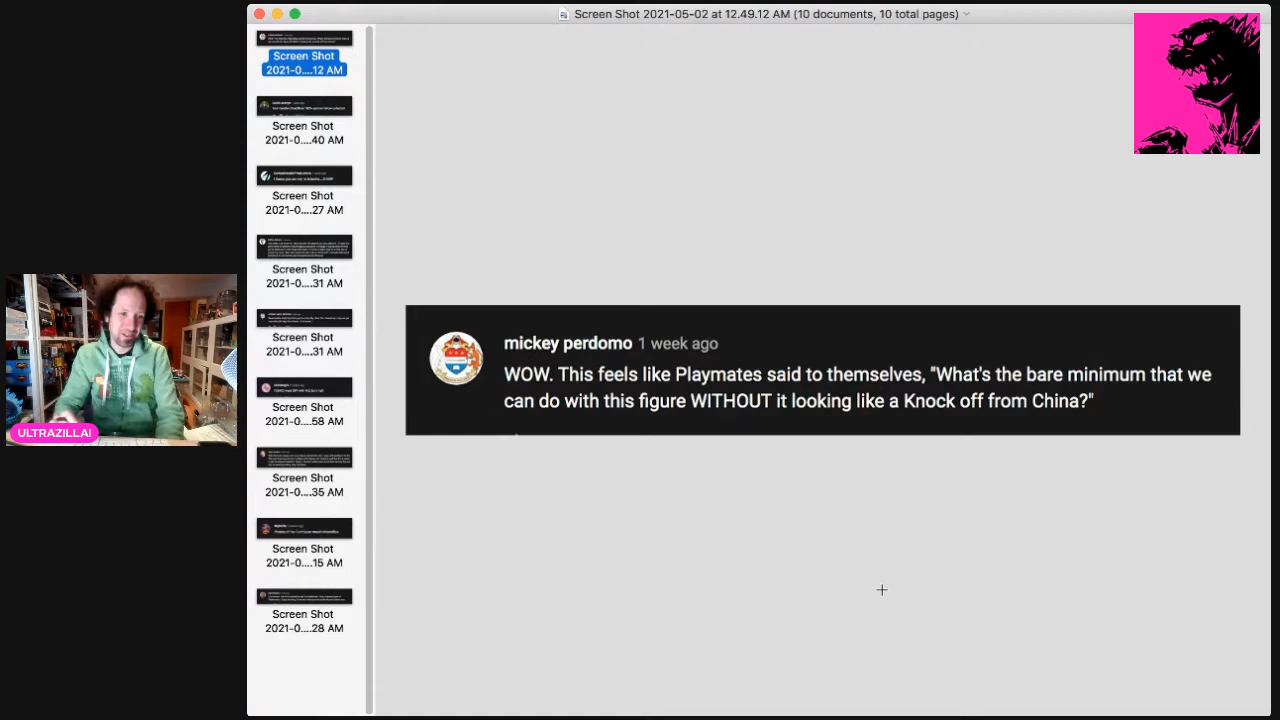 Screen Shot 2021-05-02 at 12.49.12 AM (10 documents, 10 total pages)
Screen Shot
2021-0....12 AM
Screen Shot
2021-0....40 AM
Screen Shot
2021-0....27 AM
Screen Shot
2021-0....31 AM
Screen Shot
2021-0....31 AM
Screen Shot
2021-0....58 AM
Screen Shot
2021-0....35 AM
Screen Shot
2021-0....15 AM
Screen Shot
2021-0....28 AM
mickey perdomo 1 week ago
WOW. This feels like Playmates said to themselves, "What's the bare minimum that we
can do with this figure WITHOUT it looking like a Knock off from China?"
ULTRAZILLA!